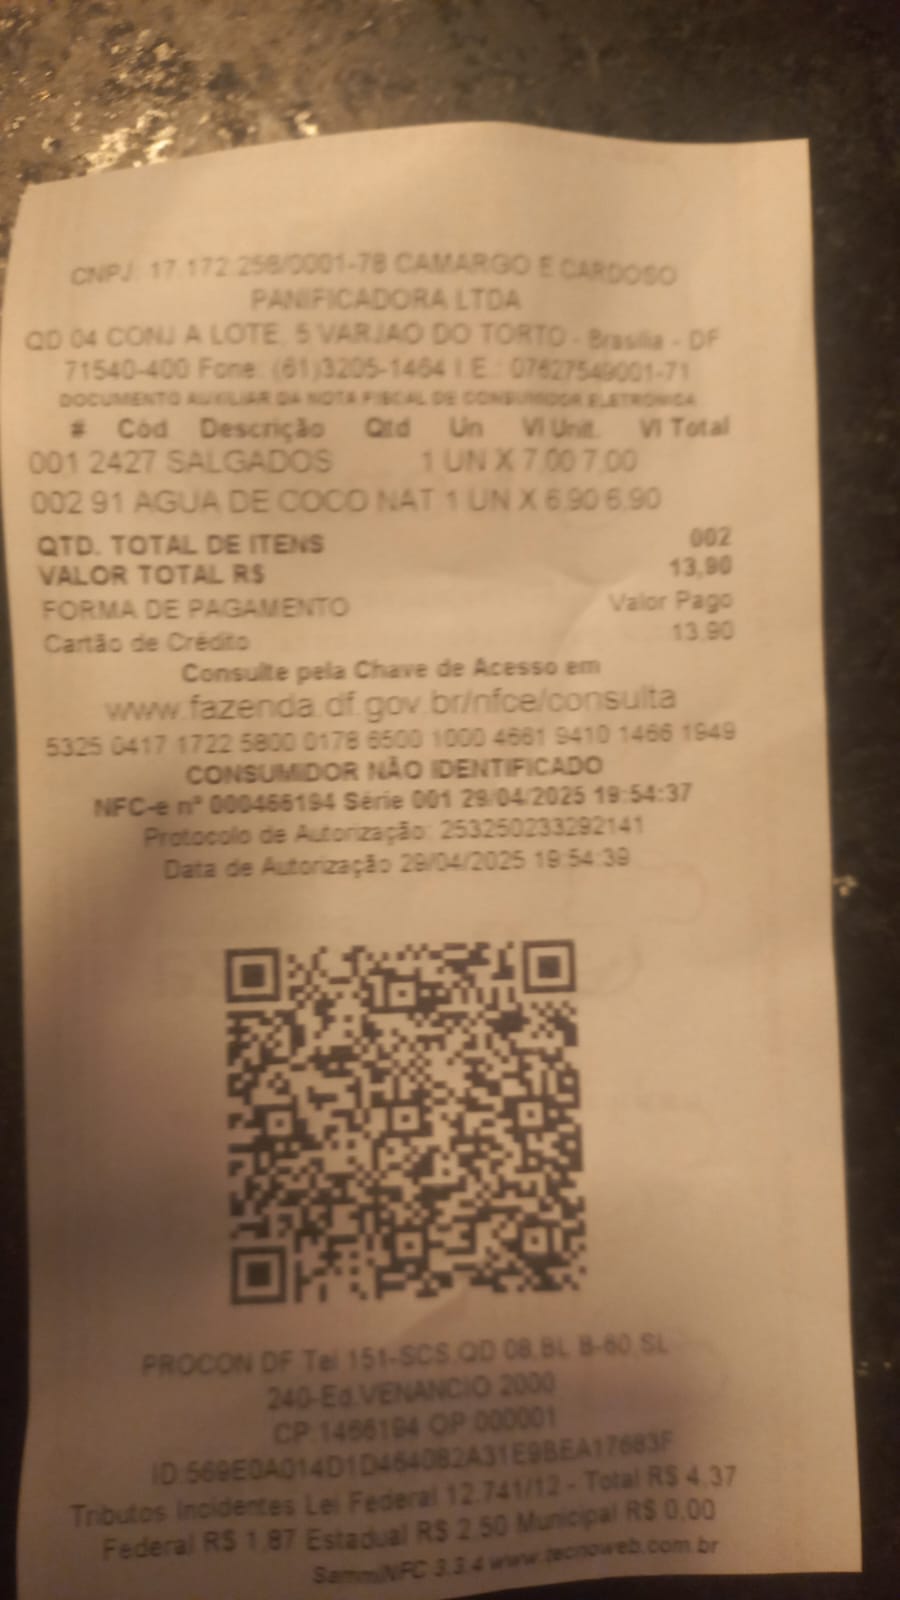 CNPJ: 17.172.258/0001-78 CAMARGO E CARDOSO
PANIFICADORA LTDA
QD 04 CONJ A LOTE, 5 VARJAO DO TORTO - Brasilia - DF
71540-400 Fone: (61)3205-1464 I.E.: 07627549001-71
DOCUMENTO AUXILIAR DA NOTA FISCAL DE CONSUMIDOR ELETRONICA
# Cód Descrição Qtd Un Vl Unit. Vl Total
001 2427 SALGADOS 1 UN X 7,00 7,00
002 91 AGUA DE COCO NAT 1 UN X 6,90 6,90
QTD. TOTAL DE ITENS 002
VALOR TOTAL R$ 13,90
FORMA DE PAGAMENTO Valor Pago
Cartão de Crédito 13,90
Consulte pela Chave de Acesso em
www.fazenda.df.gov.br/nfce/consulta
5325 0417 1722 5800 0178 6500 1000 4661 9410 1466 1949
CONSUMIDOR NÃO IDENTIFICADO
NFC-e nº 000466194 Série 001 29/04/2025 19:54:37
Protocolo de Autorização: 253250233292141
Data de Autorização 29/04/2025 19:54:39
PROCON DF Tel 151-SCS.QD 08.BL B-60,SL
240-Ed.VENANCIO 2000
CP:1466194 OP:000001
Tributos Incidentes Lei Federal 12.741/12 - Total R$ 4,37
Federal R$ 1,87 Estadual R$ 2,50 Municipal R$ 0,00
SammiNFC 3.3.4 www.tecnoweb.com.br